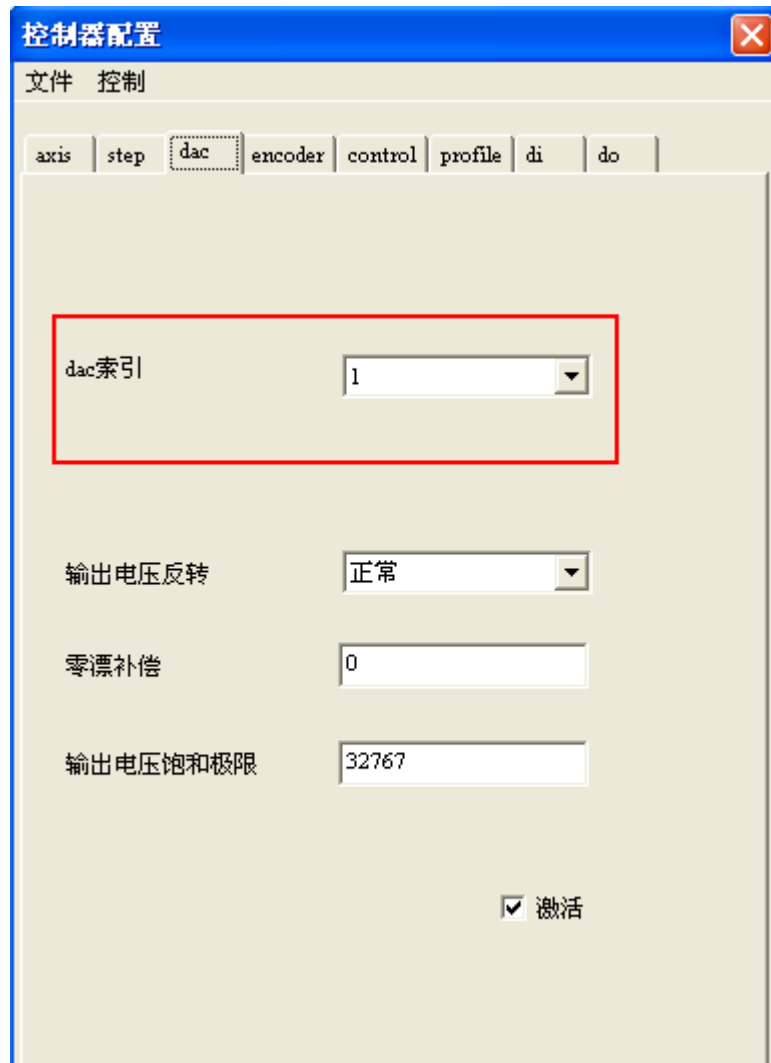 控制器配置
文件 控制
axis step dac encoder control profile di do
dac索引 1
输出电压反转 正常
零漂补偿 0
输出电压饱和极限 32767
激活